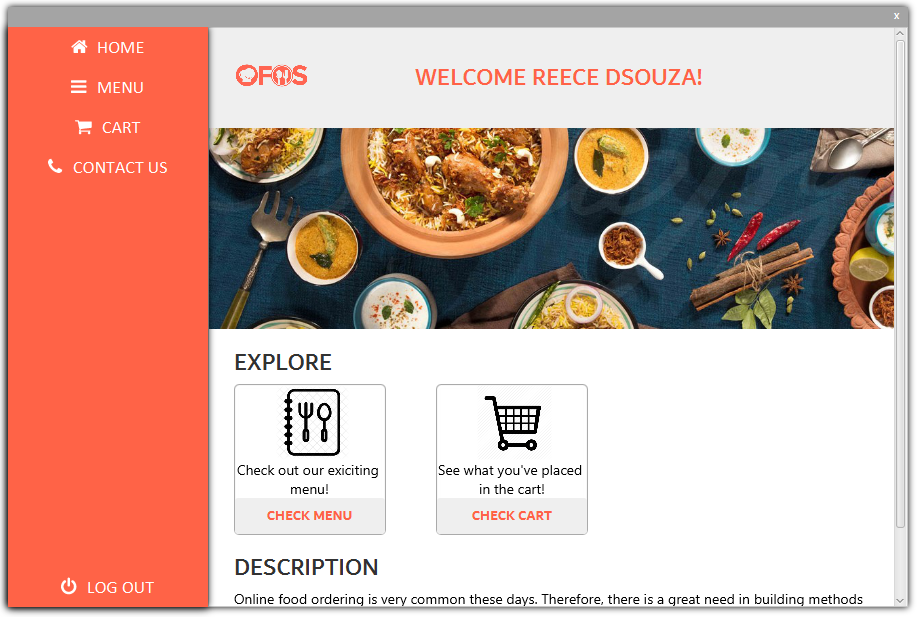 x
HOME
MENU
CART
CONTACT US
LOG OUT
OFOS
WELCOME REECE DSOUZA!
EXPLORE
Check out our exiciting
menu!
CHECK MENU
See what you've placed
in the cart!
CHECK CART
DESCRIPTION
Online food ordering is very common these days. Therefore, there is a great need in building methods